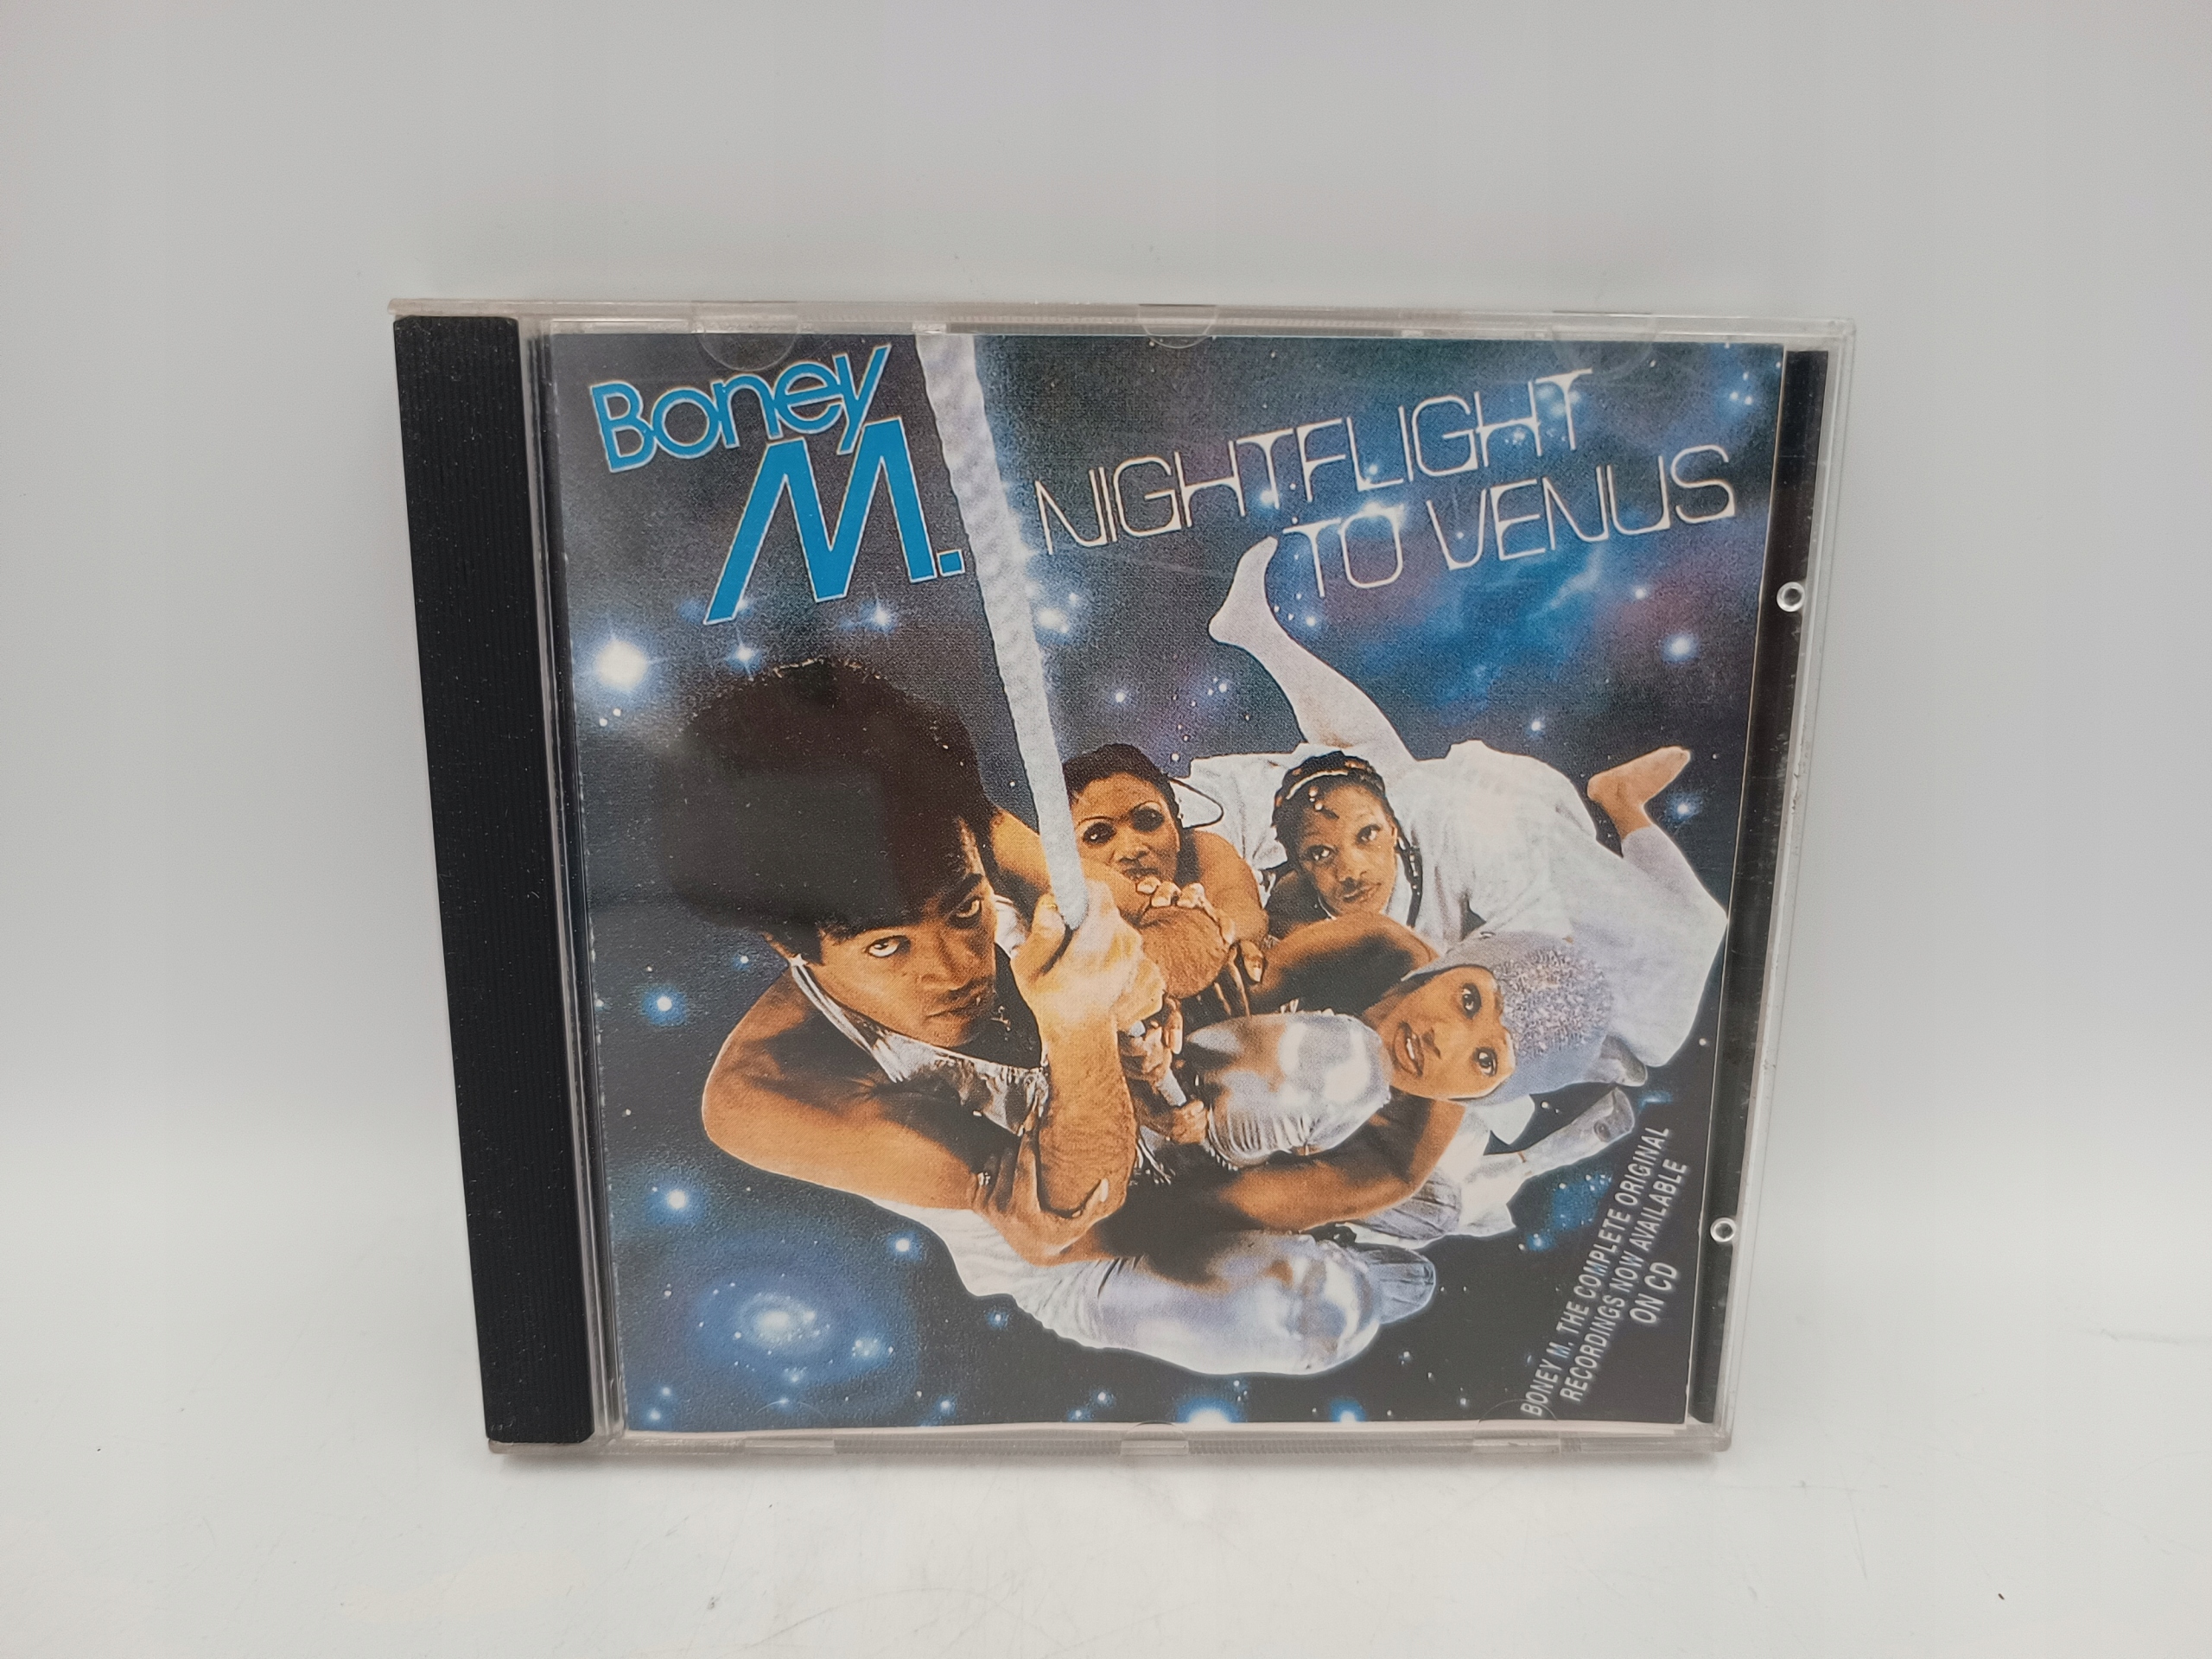 Boney
M.
NIGHTFLIGHT
TO VENUS
BONEY M. THE COMPLETE ORIGINAL
RECORDINGS NOW AVAILABLE
ON CD